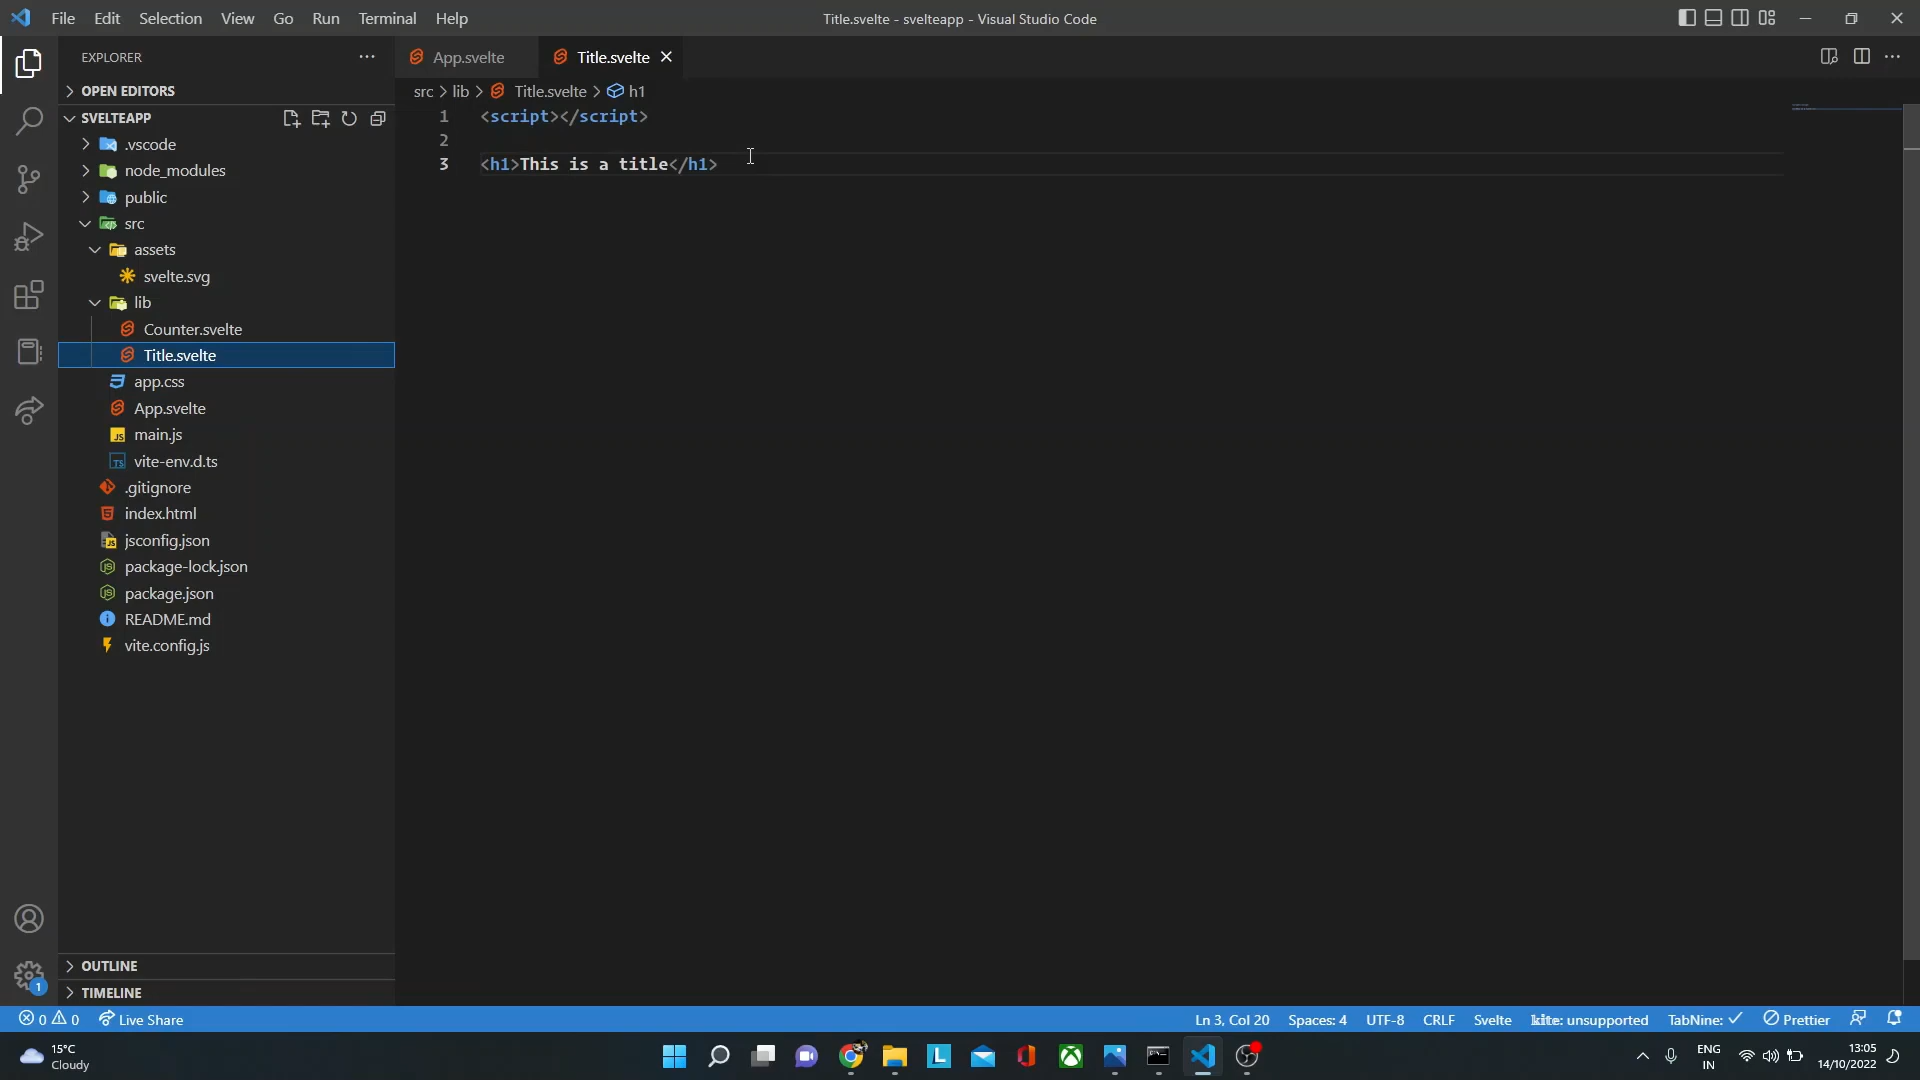 File Edit Selection View Go Run Terminal Help
Title.svelte - svelteapp - Visual Studio Code
EXPLORER
OPEN EDITORS
SVELTEAPP
.vscode
node_modules
public
src
assets
svelte.svg
lib
Counter.svelte
Title.svelte
app.css
App.svelte
JS main.js
TS vite-env.d.ts
.gitignore
index.html
jsconfig.json
package-lock.json
package.json
README.md
vite.config.js
OUTLINE
TIMELINE
App.svelte Title.svelte
src > lib > Title.svelte > h1
1 <script></script>
2
3 <h1>This is a title</h1>
1
0 0 Live Share
Ln 3, Col 20 Spaces: 4 UTF-8 CRLF Svelte kite: unsupported TabNine: Prettier
15°C
Cloudy
L
ENG
IN
13:05
14/10/2022